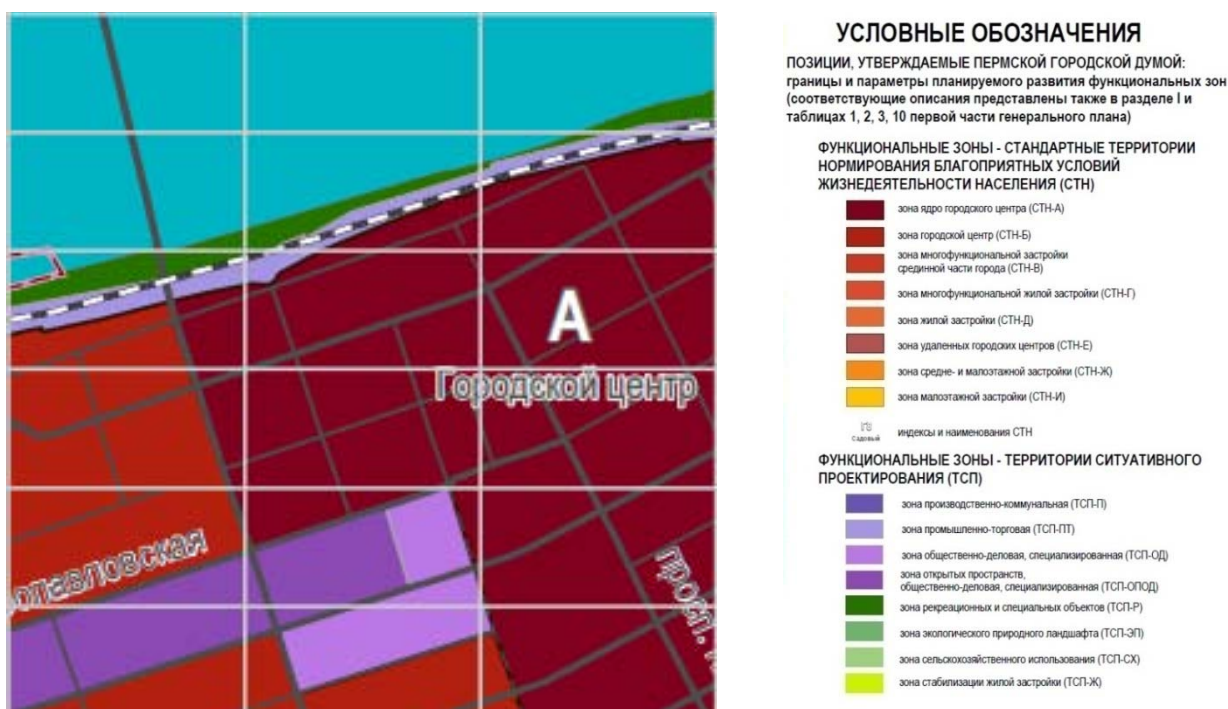 А
Городской центр
опавловская
Просп.
УСЛОВНЫЕ ОБОЗНАЧЕНИЯ
ПОЗИЦИИ, УТВЕРЖДАЕМЫЕ ПЕРМСКОЙ ГОРОДСКОЙ ДУМОЙ:
границы и параметры планируемого развития функциональных зон
(соответствующие описания представлены также в разделе I и
таблицах 1, 2, 3, 10 первой части генерального плана)
ФУНКЦИОНАЛЬНЫЕ ЗОНЫ - СТАНДАРТНЫЕ ТЕРРИТОРИИ
НОРМИРОВАНИЯ БЛАГОПРИЯТНЫХ УСЛОВИЙ
ЖИЗНЕДЕЯТЕЛЬНОСТИ НАСЕЛЕНИЯ (СТН)
зона ядро городского центра (СТН-А)
зона городской центр (СТН-Б)
зона многофункциональной застройки
срединной части города (СТН-В)
зона многофункциональной жилой застройки (СТН-Г)
зона жилой застройки (СТН-Д)
зона удаленных городских центров (СТН-Е)
зона средне- и малоэтажной застройки (СТН-Ж)
зона малоэтажной застройки (СТН-И)
Садовый
индексы и наименования СТН
ФУНКЦИОНАЛЬНЫЕ ЗОНЫ - ТЕРРИТОРИИ СИТУАТИВНОГО
ПРОЕКТИРОВАНИЯ (ТСП)
зона производственно-коммунальная (ТСП-П)
зона промышленно-торговая (ТСП-ПТ)
зона общественно-деловая, специализированная (ТСП-ОД)
зона открытых пространств,
общественно-деловая, специализированная (ТСП-ОПОД)
зона рекреационных и специальных объектов (ТСП-Р)
зона экологического природного ландшафта (ТСП-ЭП)
зона сельскохозяйственного использования (ТСП-СХ)
зона стабилизации жилой застройки (ТСП-Ж)